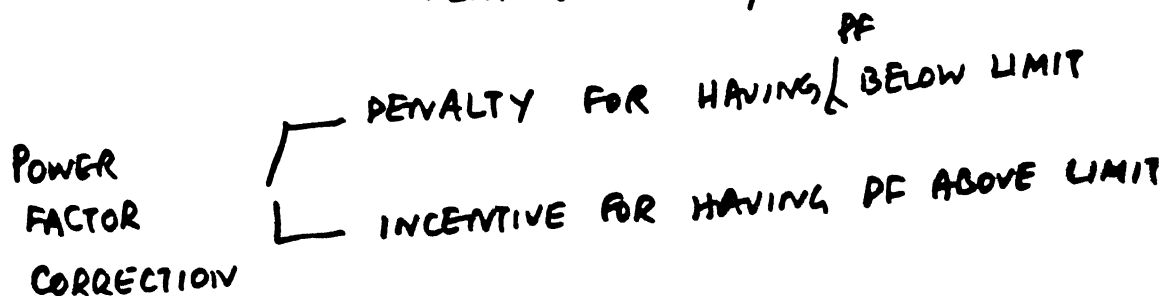 PF
PENALTY FOR HAVING BELOW LIMIT
POWER
FACTOR
CORRECTION
INCENTIVE FOR HAVING PF ABOVE LIMIT